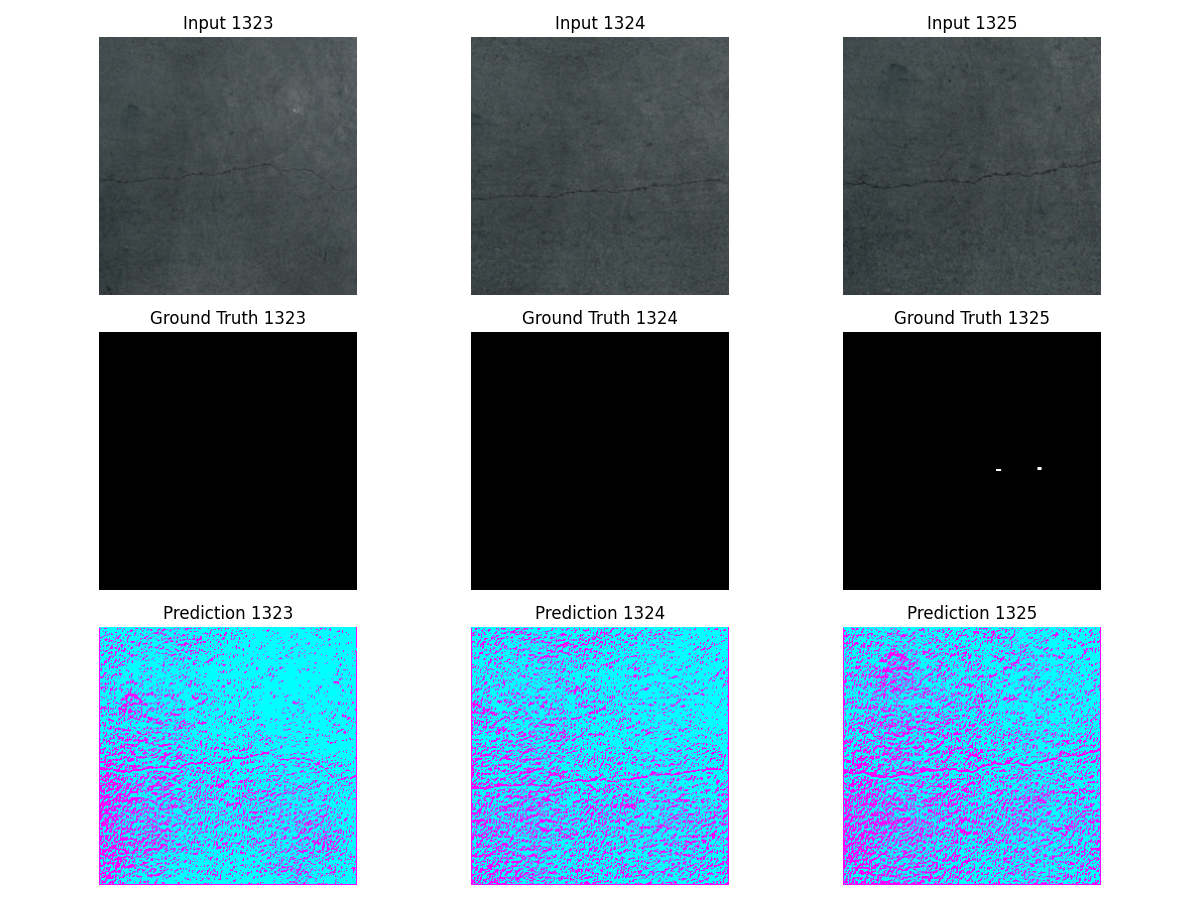 Input 1323
Input 1324
Input 1325
Ground Truth 1323
Ground Truth 1324
Ground Truth 1325
Prediction 1323
Prediction 1324
Prediction 1325